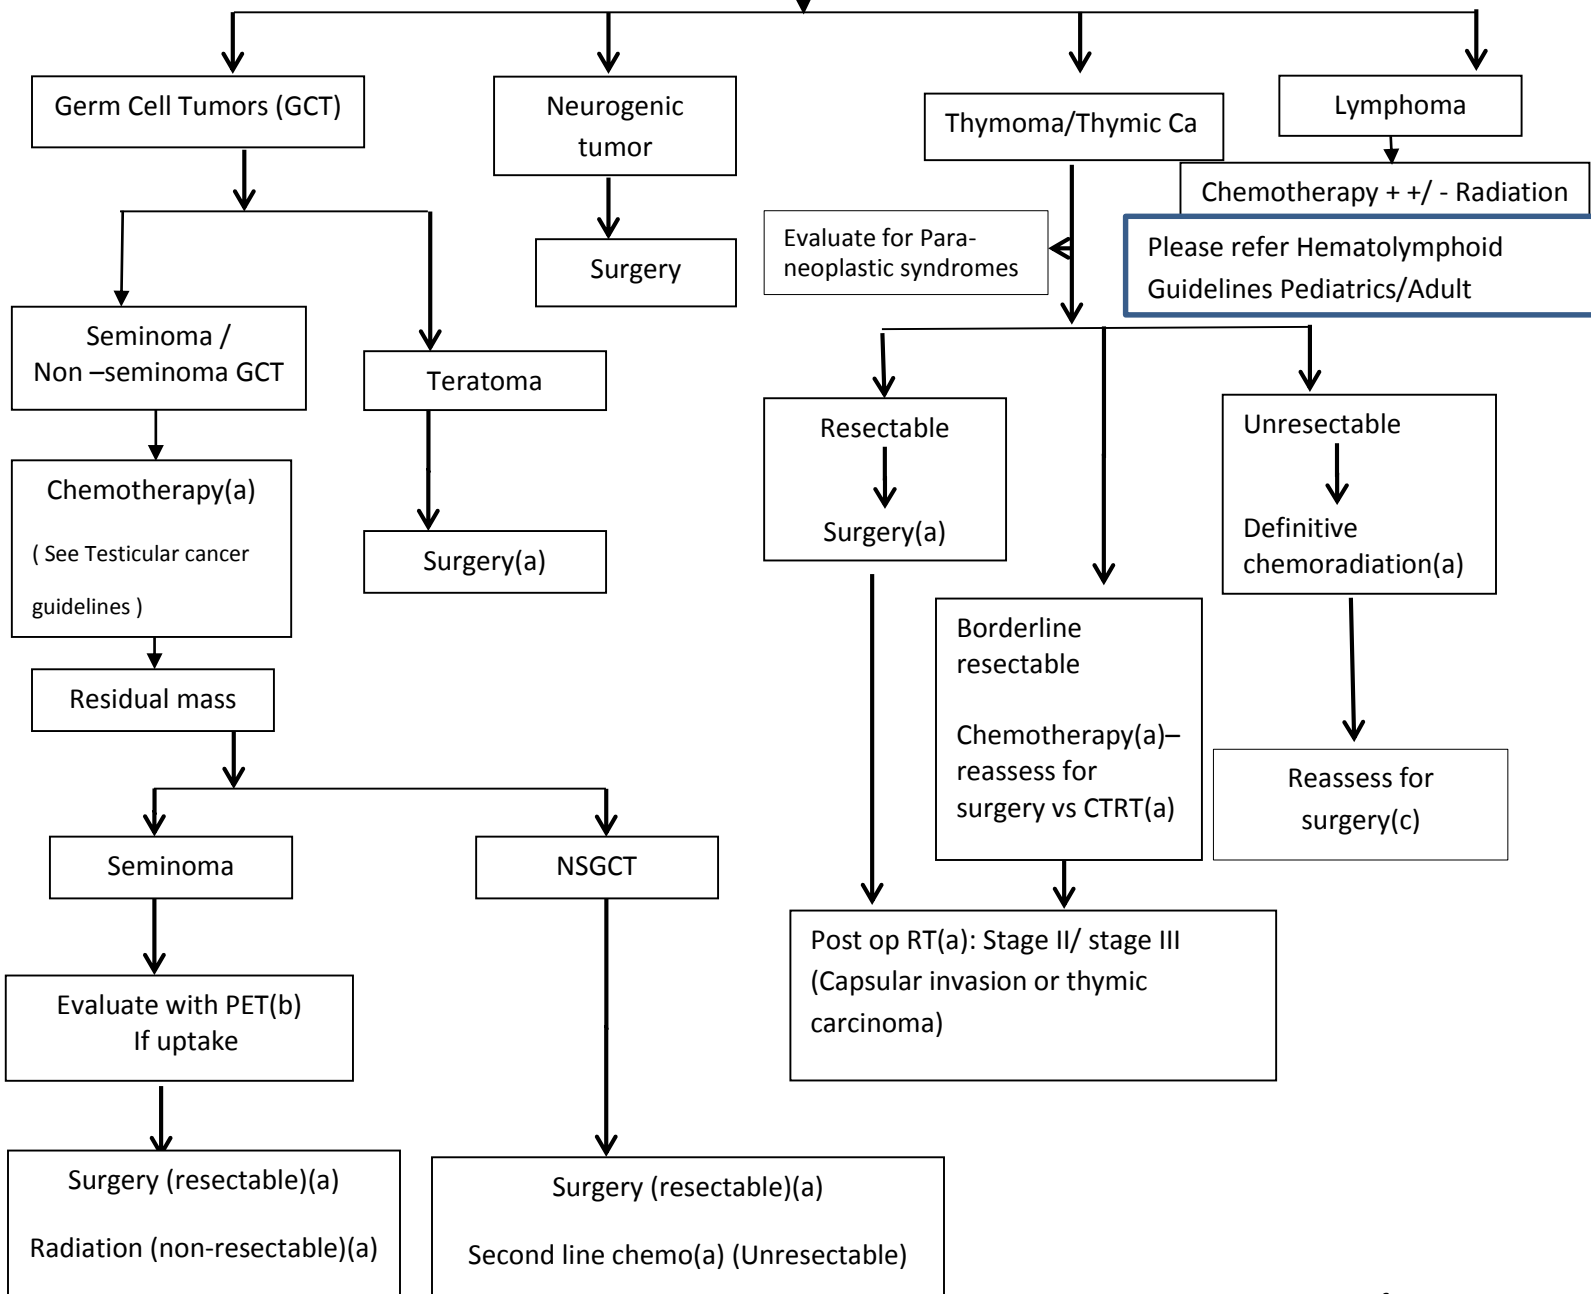 Germ Cell Tumors (GCT)
Neurogenic
tumor
Thymoma/Thymic Ca
Lymphoma
Chemotherapy + +/ - Radiation
Please refer Hematolymphoid
Guidelines Pediatrics/Adult
Evaluate for Para-
neoplastic syndromes
Surgery
Seminoma /
Non –seminoma GCT
Teratoma
Resectable
Surgery(a)
Unresectable
Definitive
chemoradiation(a)
Chemotherapy(a)
( See Testicular cancer
guidelines )
Surgery(a)
Borderline
resectable
Chemotherapy(a)–
reassess for
surgery vs CTRT(a)
Residual mass
Reassess for
surgery(c)
Seminoma
NSGCT
Post op RT(a): Stage II/ stage III
(Capsular invasion or thymic
carcinoma)
Evaluate with PET(b)
If uptake
Surgery (resectable)(a)
Radiation (non-resectable)(a)
Surgery (resectable)(a)
Second line chemo(a) (Unresectable)